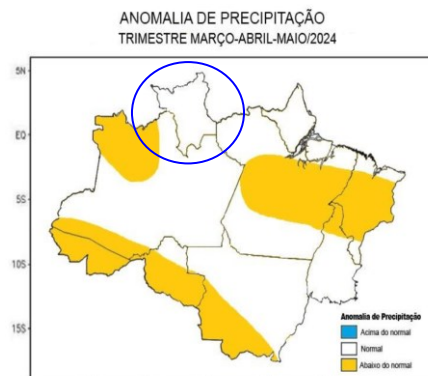 ANOMALIA DE PRECIPITAÇÃO
TRIMESTRE MARÇO-ABRIL-MAIO/2024
5N
EQ
5S
10S
15S
Anomalia de Precipitação
Acima do normal
Normal
Abaixo do normal